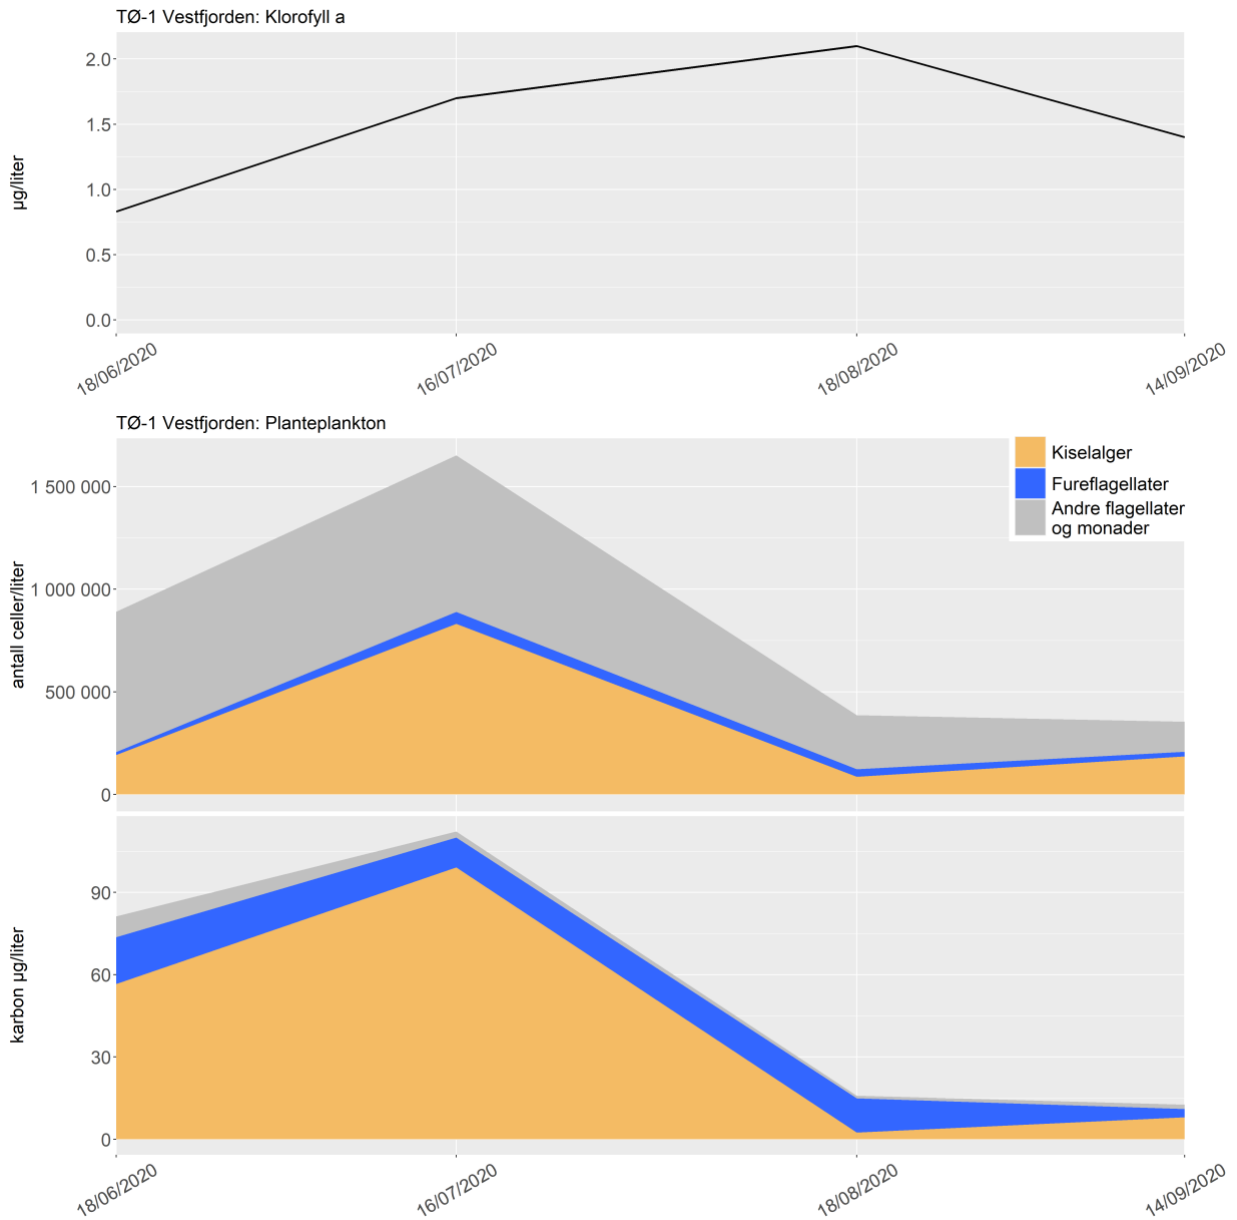 TØ-1 Vestfjorden: Klorofyll a
µg/liter
2.0
1.5
1.0
0.5
0.0
18/06/2020
16/07/2020
18/08/2020
14/09/2020
TØ-1 Vestfjorden: Planteplankton
Kiselalger
Fureflagellater
Andre flagellater
og monader
antall celler/liter
1 500 000
1 000 000
500 000
0
karbon µg/liter
90
60
30
0
18/06/2020
16/07/2020
18/08/2020
14/09/2020